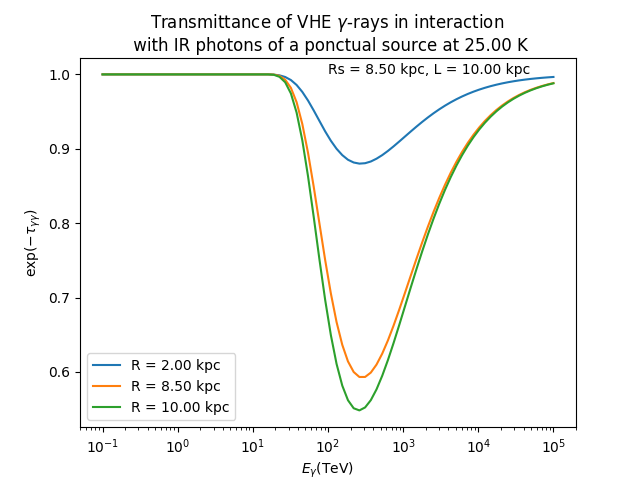 Transmittance of VHE γ-rays in interaction
with IR photons of a ponctual source at 25.00 K
Rs = 8.50 kpc, L = 10.00 kpc
1.0
0.9
0.8
0.7
0.6
exp(−τγγ)
R = 2.00 kpc
R = 8.50 kpc
R = 10.00 kpc
10⁻¹ 10⁰ 10¹ 10² 10³ 10⁴ 10⁵
Eγ(TeV)